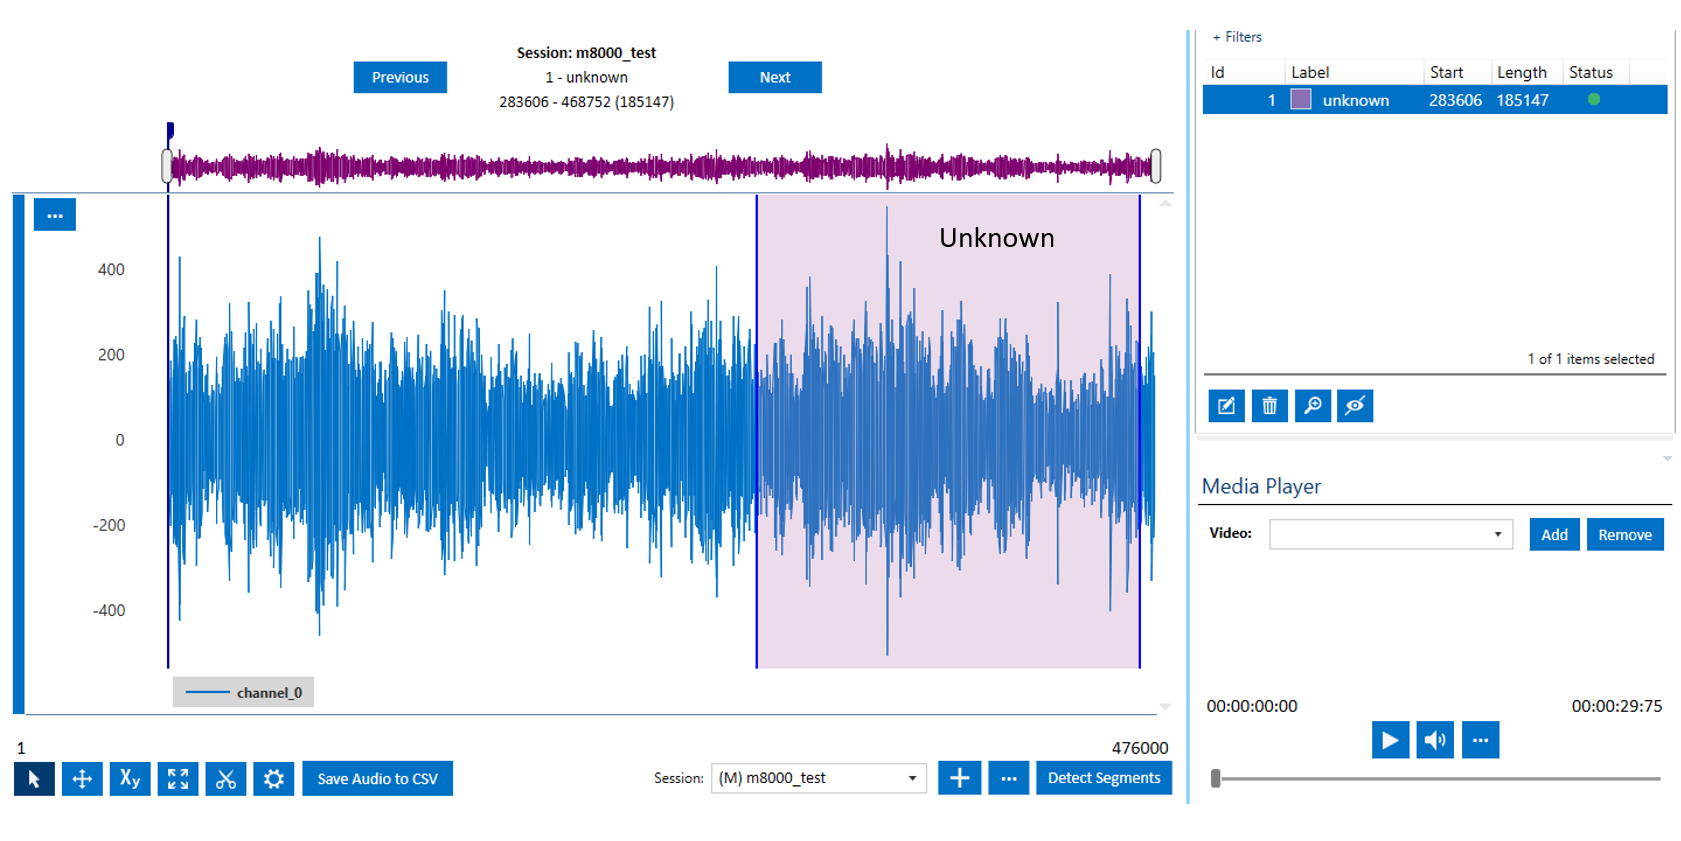 Session: m8000_test
Previous
1 - unknown
Next
283606 - 468752 (185147)
...
Unknown
400
200
0
-200
-400
channel_0
1
476000
Xy
Save Audio to CSV
Session:
(M) m8000_test
...
Detect Segments
+ Filters
Id Label Start Length Status
1 unknown 283606 185147
1 of 1 items selected
Media Player
Video:
Add
Remove
00:00:00:00
00:00:29:75
...